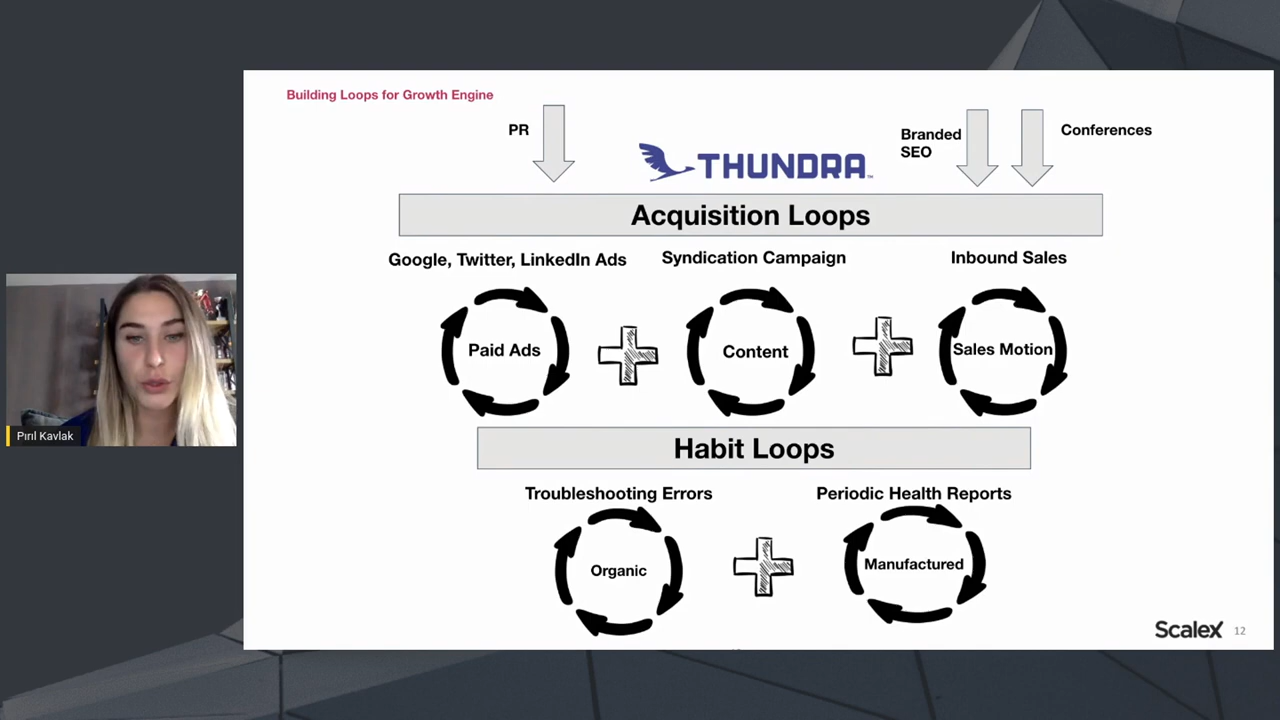 Building Loops for Growth Engine
PR
Branded
SEO
Conferences
THUNDRA™
Acquisition Loops
Google, Twitter, LinkedIn Ads
Syndication Campaign
Inbound Sales
Paid Ads
Content
Sales Motion
Habit Loops
Troubleshooting Errors
Periodic Health Reports
Organic
Manufactured
Pırıl Kavlak
Scalex
12